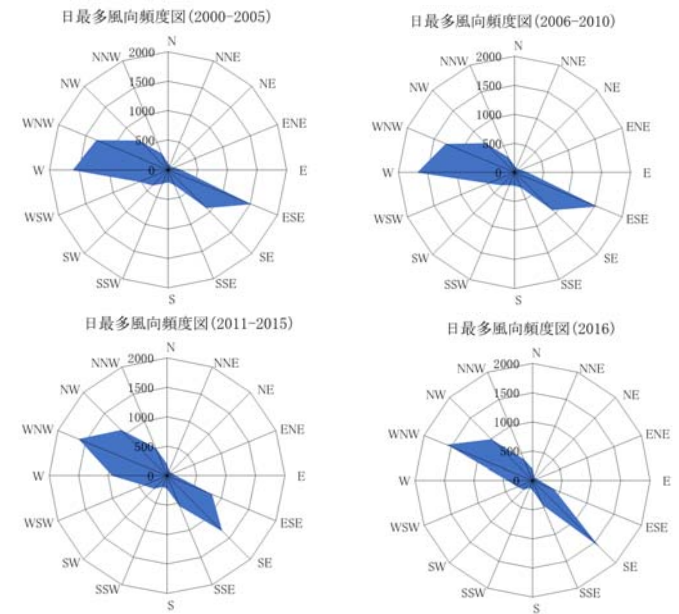 日最多風向頻度図(2000-2005)
N
NNE
NE
ENE
E
ESE
SE
SSE
S
SSW
SW
WSW
W
WNW
NW
NNW
2000
1500
1000
500
0
日最多風向頻度図(2006-2010)
N
NNE
NE
ENE
E
ESE
SE
SSE
S
SSW
SW
WSW
W
WNW
NW
NNW
2000
1500
1000
500
0
日最多風向頻度図(2011-2015)
N
NNE
NE
ENE
E
ESE
SE
SSE
S
SSW
SW
WSW
W
WNW
NW
NNW
2000
1500
1000
500
0
日最多風向頻度図(2016)
N
NNE
NE
ENE
E
ESE
SE
SSE
S
SSW
SW
WSW
W
WNW
NW
NNW
2000
1500
1000
500
0